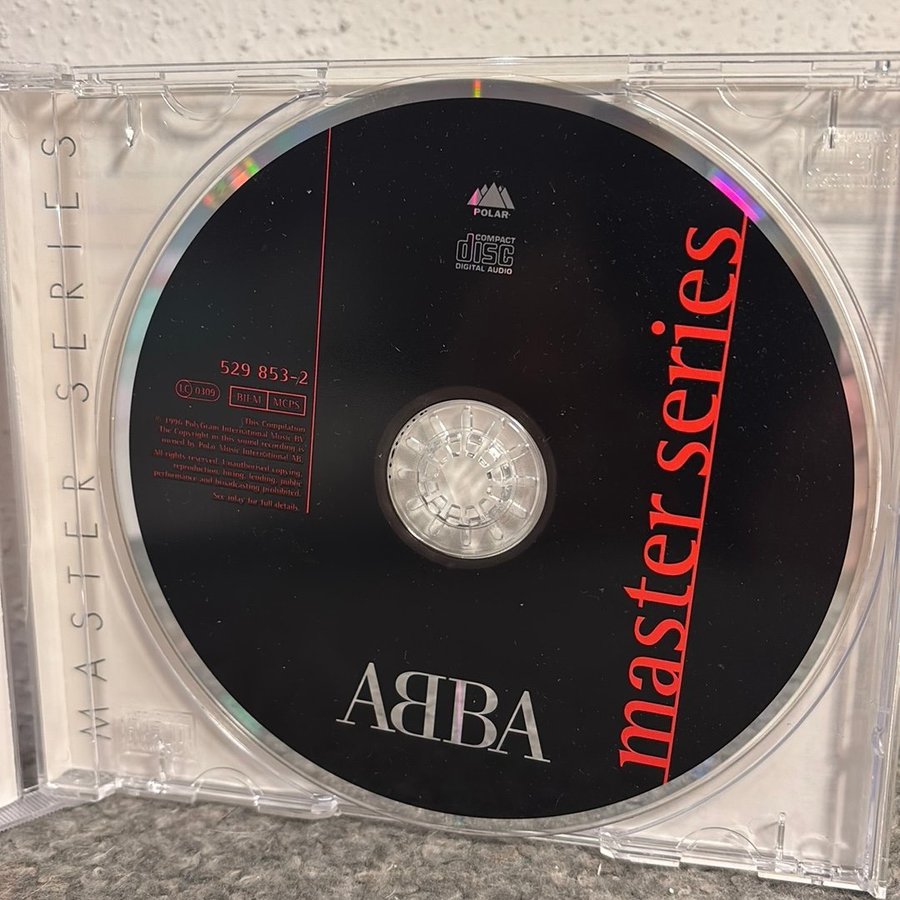 MASTER SERIES
POLAR
COMPACT
disc
DIGITAL AUDIO
529 853-2
LC 0309
BIEM MCPS
℗ 1996 PolyGram International Music BV
This Compilation
The Copyright in this sound recording is
owned by Polar Music International AB.
All rights reserved. Unauthorised copying,
reproduction, hiring, lending, public
performance and broadcasting prohibited.
See inlay for full details.
master series
ABBA